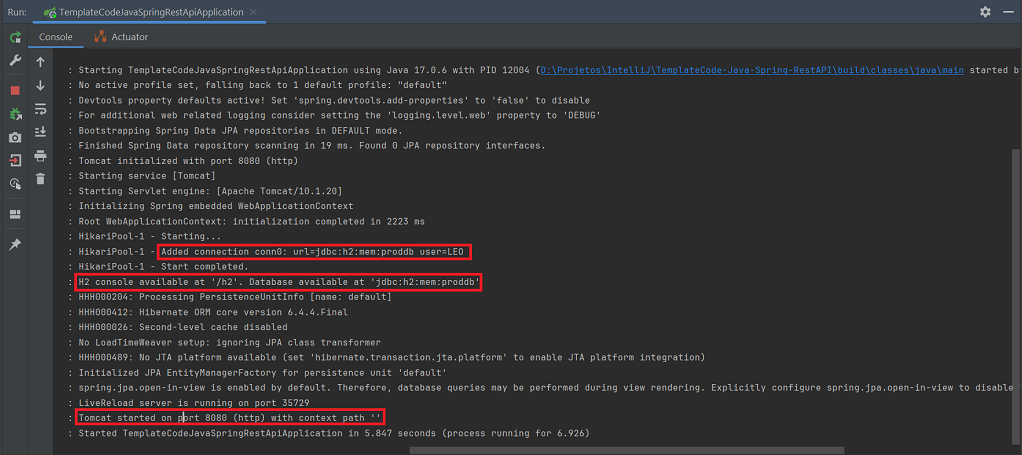 Run: TemplateCodeJavaSpringRestApiApplication
Console Actuator
: Starting TemplateCodeJavaSpringRestApiApplication using Java 17.0.6 with PID 12004 (D:\Projetos\IntelliJ\TemplateCode-Java-Spring-RestAPI\build\classes\java\main started b
: No active profile set, falling back to 1 default profile: "default"
: Devtools property defaults active! Set 'spring.devtools.add-properties' to 'false' to disable
: For additional web related logging consider setting the 'logging.level.web' property to 'DEBUG'
: Bootstrapping Spring Data JPA repositories in DEFAULT mode.
: Finished Spring Data repository scanning in 19 ms. Found 0 JPA repository interfaces.
: Tomcat initialized with port 8080 (http)
: Starting service [Tomcat]
: Starting Servlet engine: [Apache Tomcat/10.1.20]
: Initializing Spring embedded WebApplicationContext
: Root WebApplicationContext: initialization completed in 2223 ms
: HikariPool-1 - Starting...
: HikariPool-1 - Added connection conn0: url=jdbc:h2:mem:proddb user=LEO
: HikariPool-1 - Start completed.
: H2 console available at '/h2'. Database available at 'jdbc:h2:mem:proddb'
: HHH000204: Processing PersistenceUnitInfo [name: default]
: HHH000412: Hibernate ORM core version 6.4.4.Final
: HHH000026: Second-level cache disabled
: No LoadTimeWeaver setup: ignoring JPA class transformer
: HHH000489: No JTA platform available (set 'hibernate.transaction.jta.platform' to enable JTA platform integration)
: Initialized JPA EntityManagerFactory for persistence unit 'default'
: spring.jpa.open-in-view is enabled by default. Therefore, database queries may be performed during view rendering. Explicitly configure spring.jpa.open-in-view to disable
: LiveReload server is running on port 35729
: Tomcat started on port 8080 (http) with context path ''
: Started TemplateCodeJavaSpringRestApiApplication in 5.847 seconds (process running for 6.926)